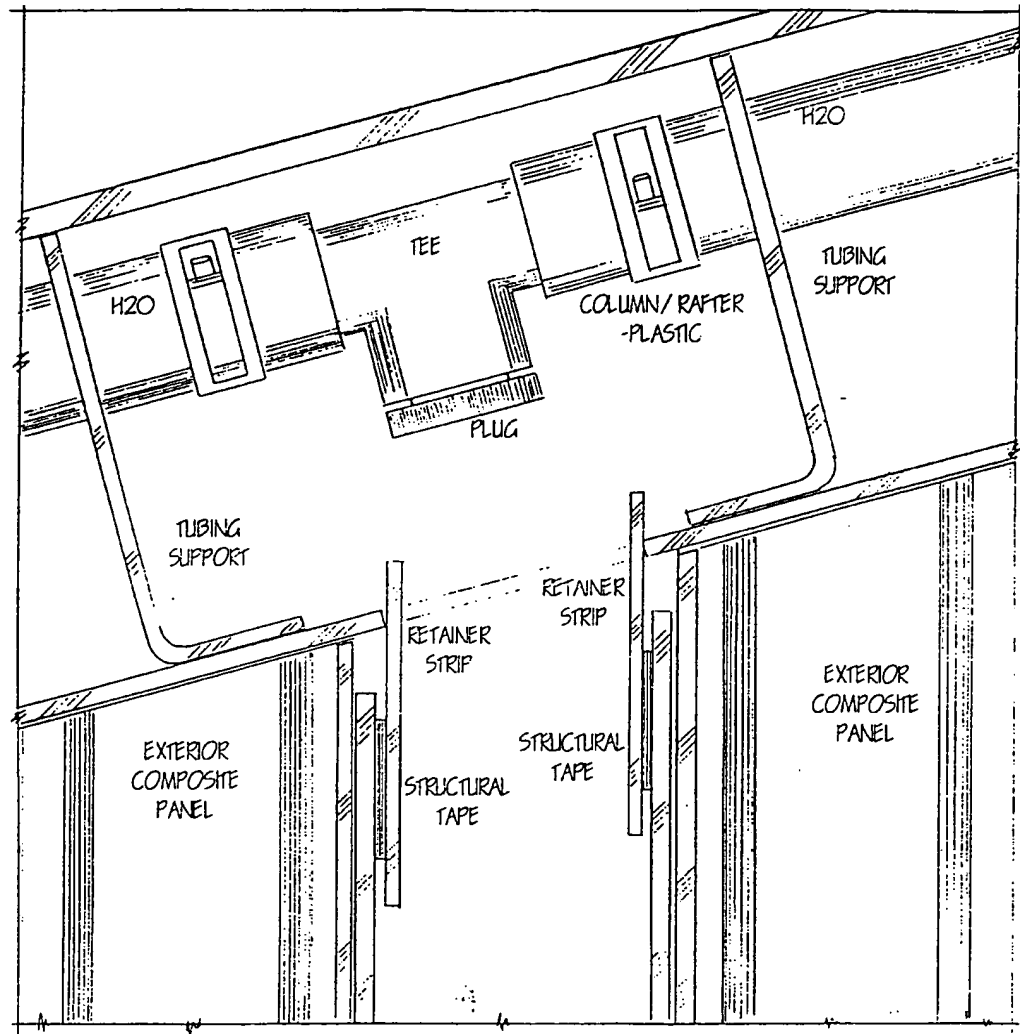 H2O
TEE
H2O
COLUMN/RAFTER
-PLASTIC
TUBING
SUPPORT
PLUG
TUBING
SUPPORT
RETAINER
STRIP
RETAINER
STRIP
EXTERIOR
COMPOSITE
PANEL
STRUCTURAL
TAPE
STRUCTURAL
TAPE
EXTERIOR
COMPOSITE
PANEL